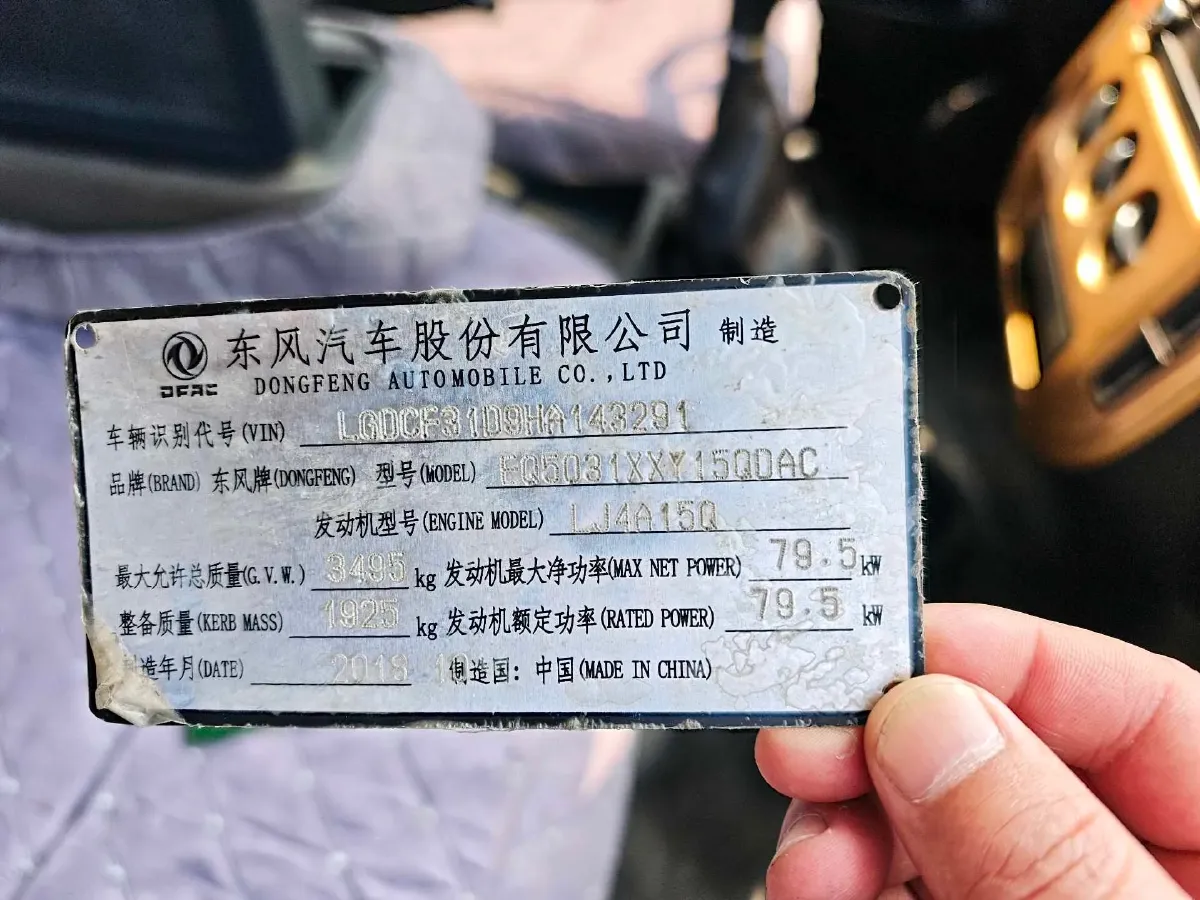 东风汽车股份有限公司 制造
DFAC DONGFENG AUTOMOBILE CO.,LTD
车辆识别代号(VIN) LGDCF31D9HA143291
品牌(BRAND) 东风牌(DONGFENG) 型号(MODEL) EQ5031XXY15QDAC
发动机型号(ENGINE MODEL) LJ4A15Q
最大允许总质量(G.V.W.) 3495 kg 发动机最大净功率(MAX NET POWER) 79.5 kW
整备质量(KERB MASS) 1925 kg 发动机额定功率(RATED POWER) 79.5 kW
制造年月(DATE) 制造国：中国(MADE IN CHINA)